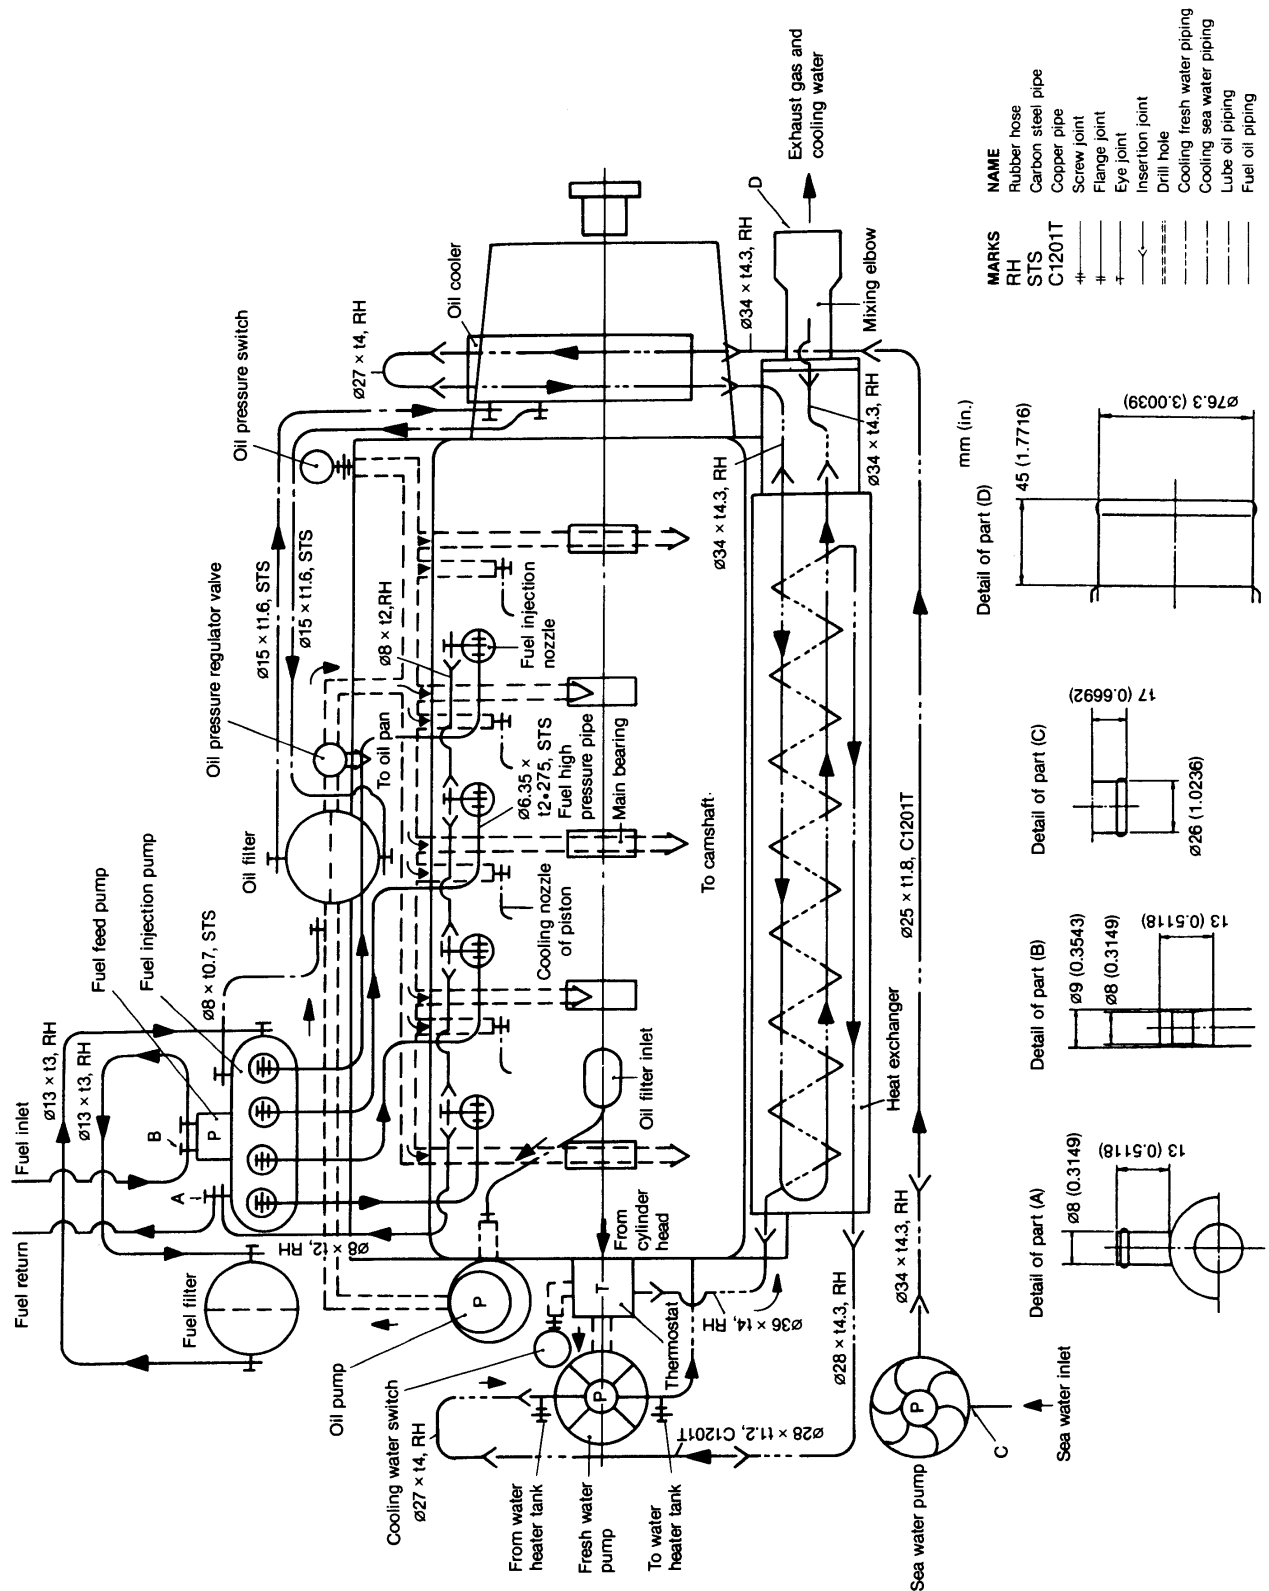 Fuel return
Fuel inlet
Ø13 × t3, RH
Ø13 × t3, RH
Fuel feed pump
Fuel injection pump
Ø8 × t0.7, STS
Oil filter
Oil pressure regulator valve
Ø15 × t1.6, STS
Ø15 × t1.6, STS
Oil pressure switch
Ø27 × t4, RH
Oil cooler
Exhaust gas and
cooling water
D
Ø34 × t4.3, RH
Mixing elbow
B
A
P
Fuel filter
Ø8 × t2, RH
To oil pan
Ø8 × t2,RH
Fuel injection
nozzle
Ø6.35 ×
t2•275, STS
Fuel high
pressure pipe
Main bearing
Cooling nozzle
of piston
Oil filter inlet
To camshaft
Ø34 × t4.3, RH
Ø34 × t4.3, RH
Oil pump
P
Cooling water switch
Ø27 × t4, RH
From water
heater tank
Fresh water
pump
To water
heater tank
P
T
Thermostat
From
cylinder
head
Ø36 × t4, RH
Ø28 × t1.2, C1201T
Ø28 × t4.3, RH
Heat exchanger
Ø25 × t1.8, C1201T
Ø34 × t4.3, RH
Sea water pump
P
C
Sea water inlet
Detail of part (A)
Ø8 (0.3149)
13 (0.5118)
Detail of part (B)
Ø9 (0.3543)
Ø8 (0.3149)
13 (0.5118)
Detail of part (C)
17 (0.6692)
Ø26 (1.0236)
Detail of part (D)
mm (in.)
45 (1.7716)
Ø76.3 (3.0039)
MARKS NAME
RH Rubber hose
STS Carbon steel pipe
C1201T Copper pipe
Screw joint
Flange joint
Eye joint
Insertion joint
Drill hole
Cooling fresh water piping
Cooling sea water piping
Lube oil piping
Fuel oil piping